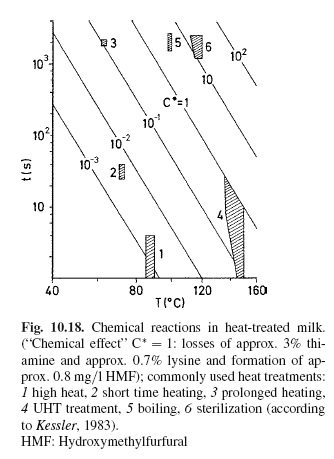 3
5
6
10²
10³
10
C*=1
10⁻¹
t(s)
10²
10⁻²
10⁻³
2
10
4
1
40
80
120
160
T(°C)
Fig. 10.18. Chemical reactions in heat-treated milk.
("Chemical effect" C* = 1: losses of approx. 3% thi-
amine and approx. 0.7% lysine and formation of ap-
prox. 0.8 mg/l HMF); commonly used heat treatments:
1 high heat, 2 short time heating, 3 prolonged heating,
4 UHT treatment, 5 boiling, 6 sterilization (according
to Kessler, 1983).
HMF: Hydroxymethylfurfural